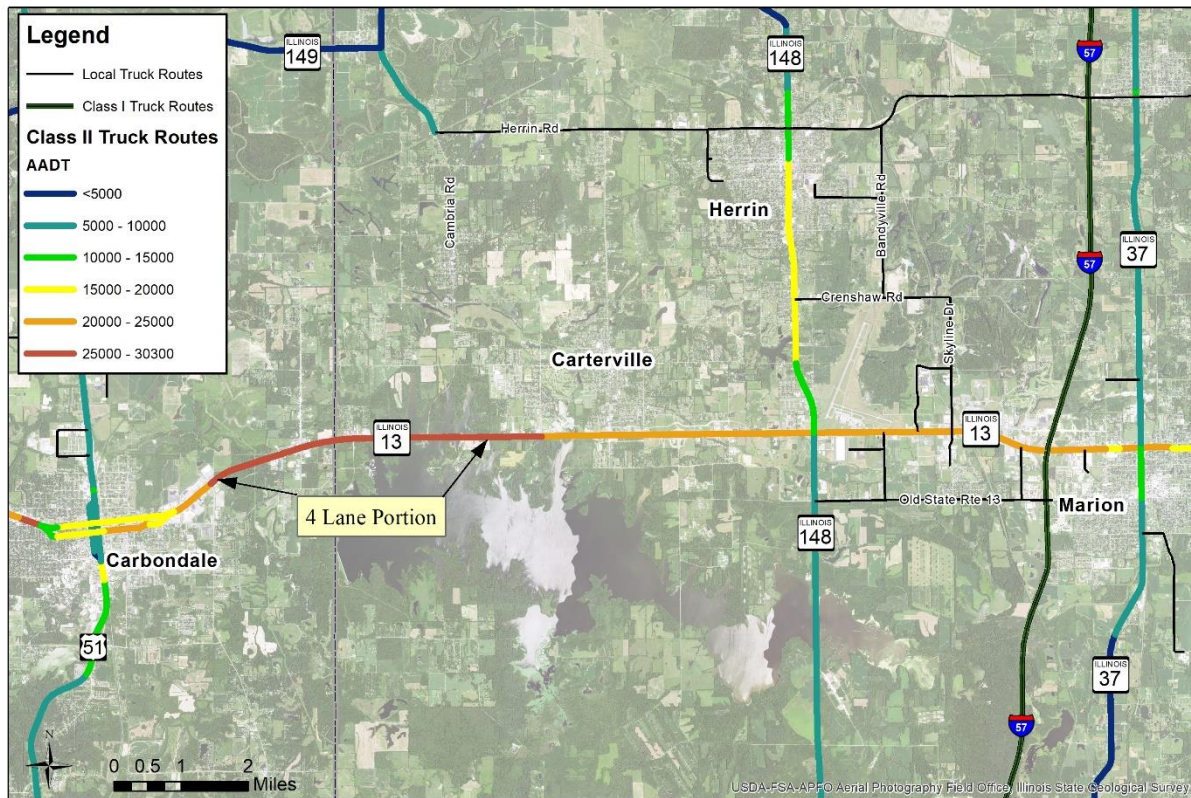 Legend
Local Truck Routes
Class I Truck Routes
Class II Truck Routes
AADT
<5000
5000 - 10000
10000 - 15000
15000 - 20000
20000 - 25000
25000 - 30300
ILLINOIS
149
ILLINOIS
148
57
Herrin Rd
Cambria Rd
Herrin
Bandyville Rd
ILLINOIS
37
57
Crenshaw Rd
Skyline Dr
Carterville
ILLINOIS
13
ILLINOIS
13
4 Lane Portion
Old State Rte 13
Marion
Carbondale
ILLINOIS
148
51
ILLINOIS
37
57
N
0 0.5 1 2
Miles
USDA-FSA-APFO Aerial Photography Field Office, Illinois State Geological Survey